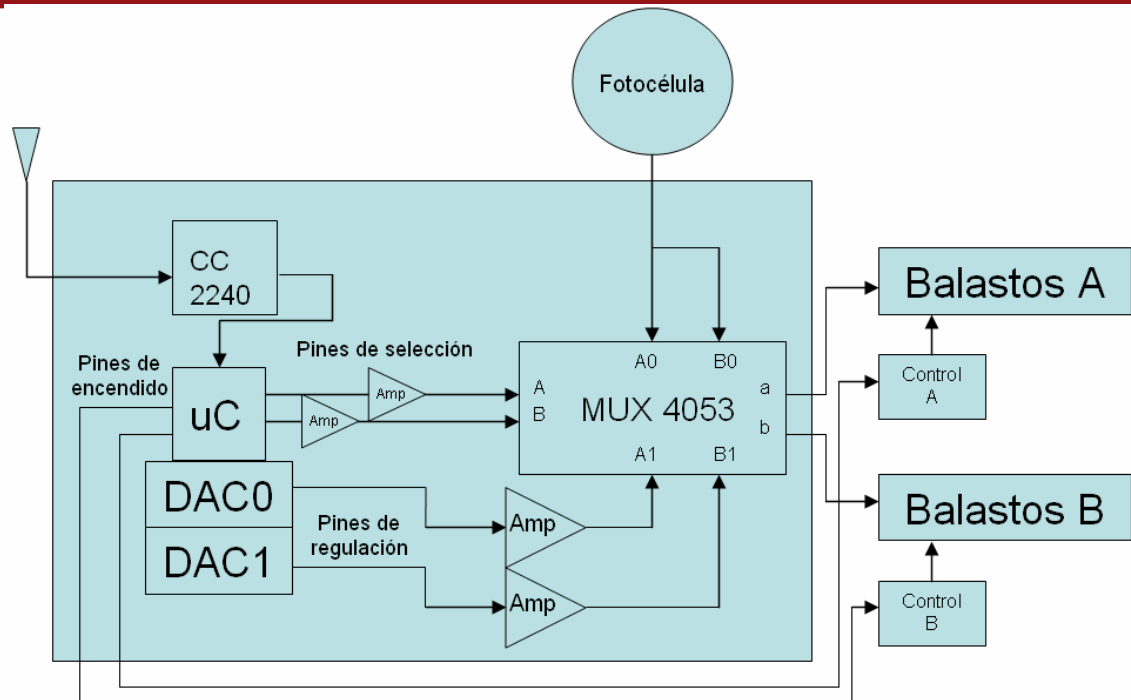 Fotocélula
CC
2240
Balastos A
Pines de selección
Pines de
encendido
A0
B0
Control
A
uC
Amp
Amp
A
B
MUX 4053
a
b
A1
B1
DAC0
DAC1
Pines de
regulación
Amp
Amp
Balastos B
Control
B